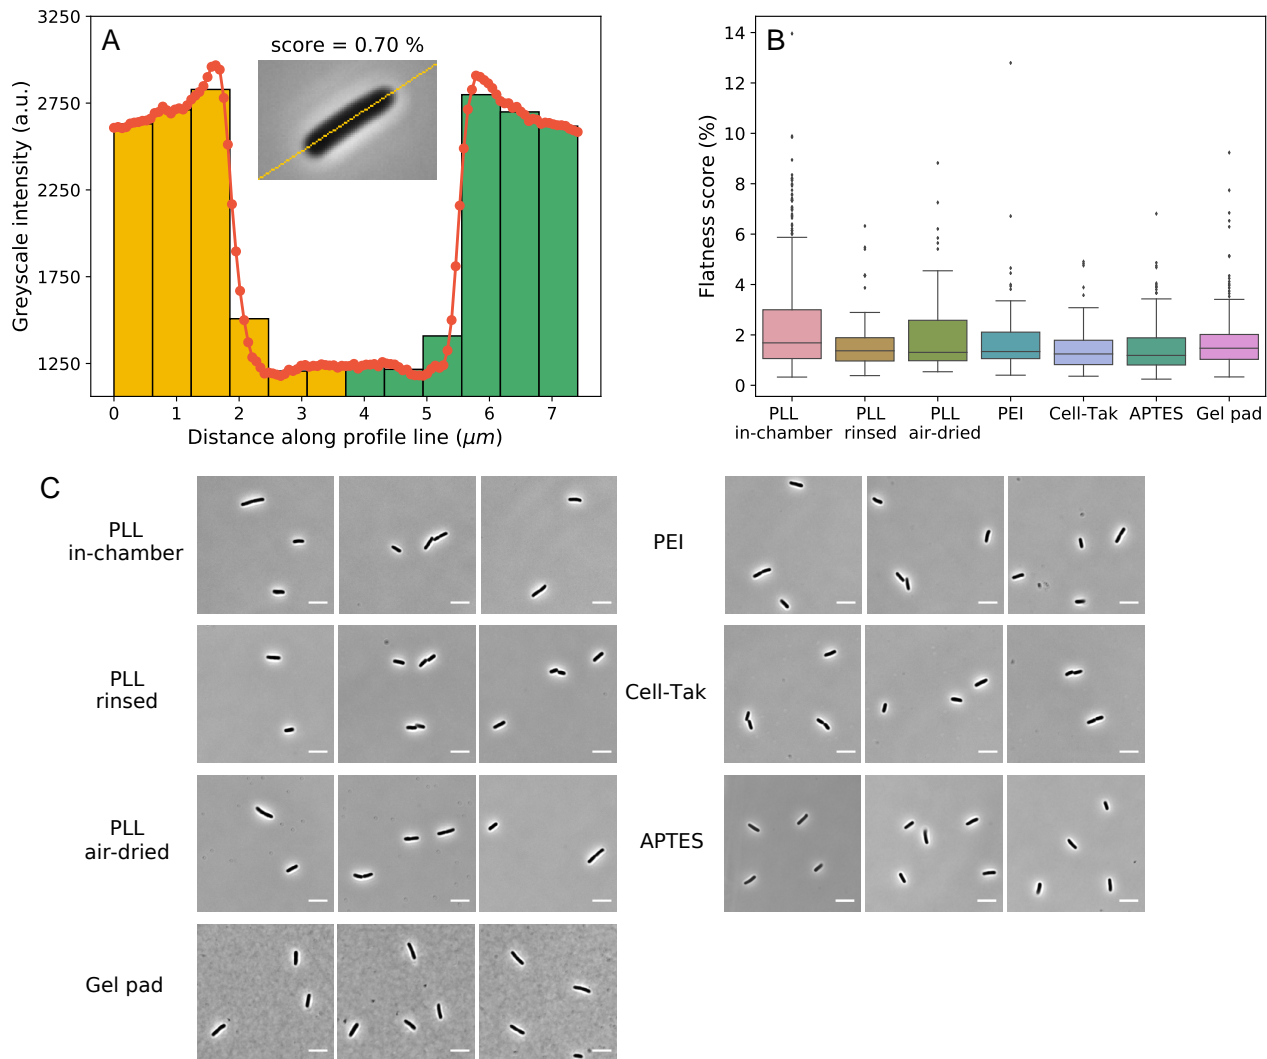 A
score = 0.70 %
3250
2750
2250
1750
1250
Greyscale intensity (a.u.)
0 1 2 3 4 5 6 7
Distance along profile line (μm)
B
14
12
10
8
6
4
2
0
Flatness score (%)
PLL
in-chamber
PLL
rinsed
PLL
air-dried
PEI
Cell-Tak
APTES
Gel pad
C
PLL
in-chamber
PEI
PLL
rinsed
Cell-Tak
PLL
air-dried
APTES
Gel pad